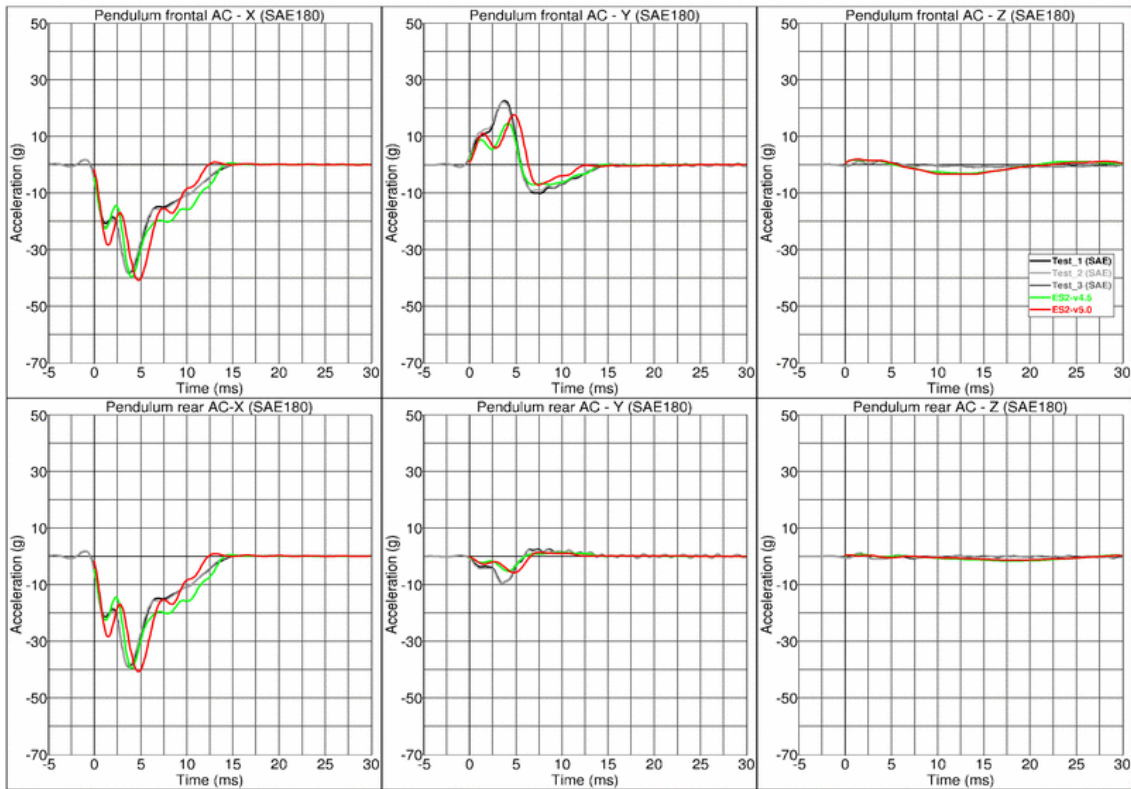 Pendulum frontal AC - X (SAE180)
50
30
10
-10
-30
-50
-70
Acceleration (g)
-5 0 5 10 15 20 25 30
Time (ms)
Pendulum frontal AC - Y (SAE180)
50
30
10
-10
-30
-50
-70
Acceleration (g)
-5 0 5 10 15 20 25 30
Time (ms)
Pendulum frontal AC - Z (SAE180)
50
30
10
-10
-30
-50
-70
Acceleration (g)
Test_1 (SAE)
Test_2 (SAE)
Test_3 (SAE)
ES2-v4.5
ES2-v5.0
-5 0 5 10 15 20 25 30
Time (ms)
Pendulum rear AC-X (SAE180)
50
30
10
-10
-30
-50
-70
Acceleration (g)
-5 0 5 10 15 20 25 30
Time (ms)
Pendulum rear AC - Y (SAE180)
50
30
10
-10
-30
-50
-70
Acceleration (g)
-5 0 5 10 15 20 25 30
Time (ms)
Pendulum rear AC - Z (SAE180)
50
30
10
-10
-30
-50
-70
Acceleration (g)
-5 0 5 10 15 20 25 30
Time (ms)